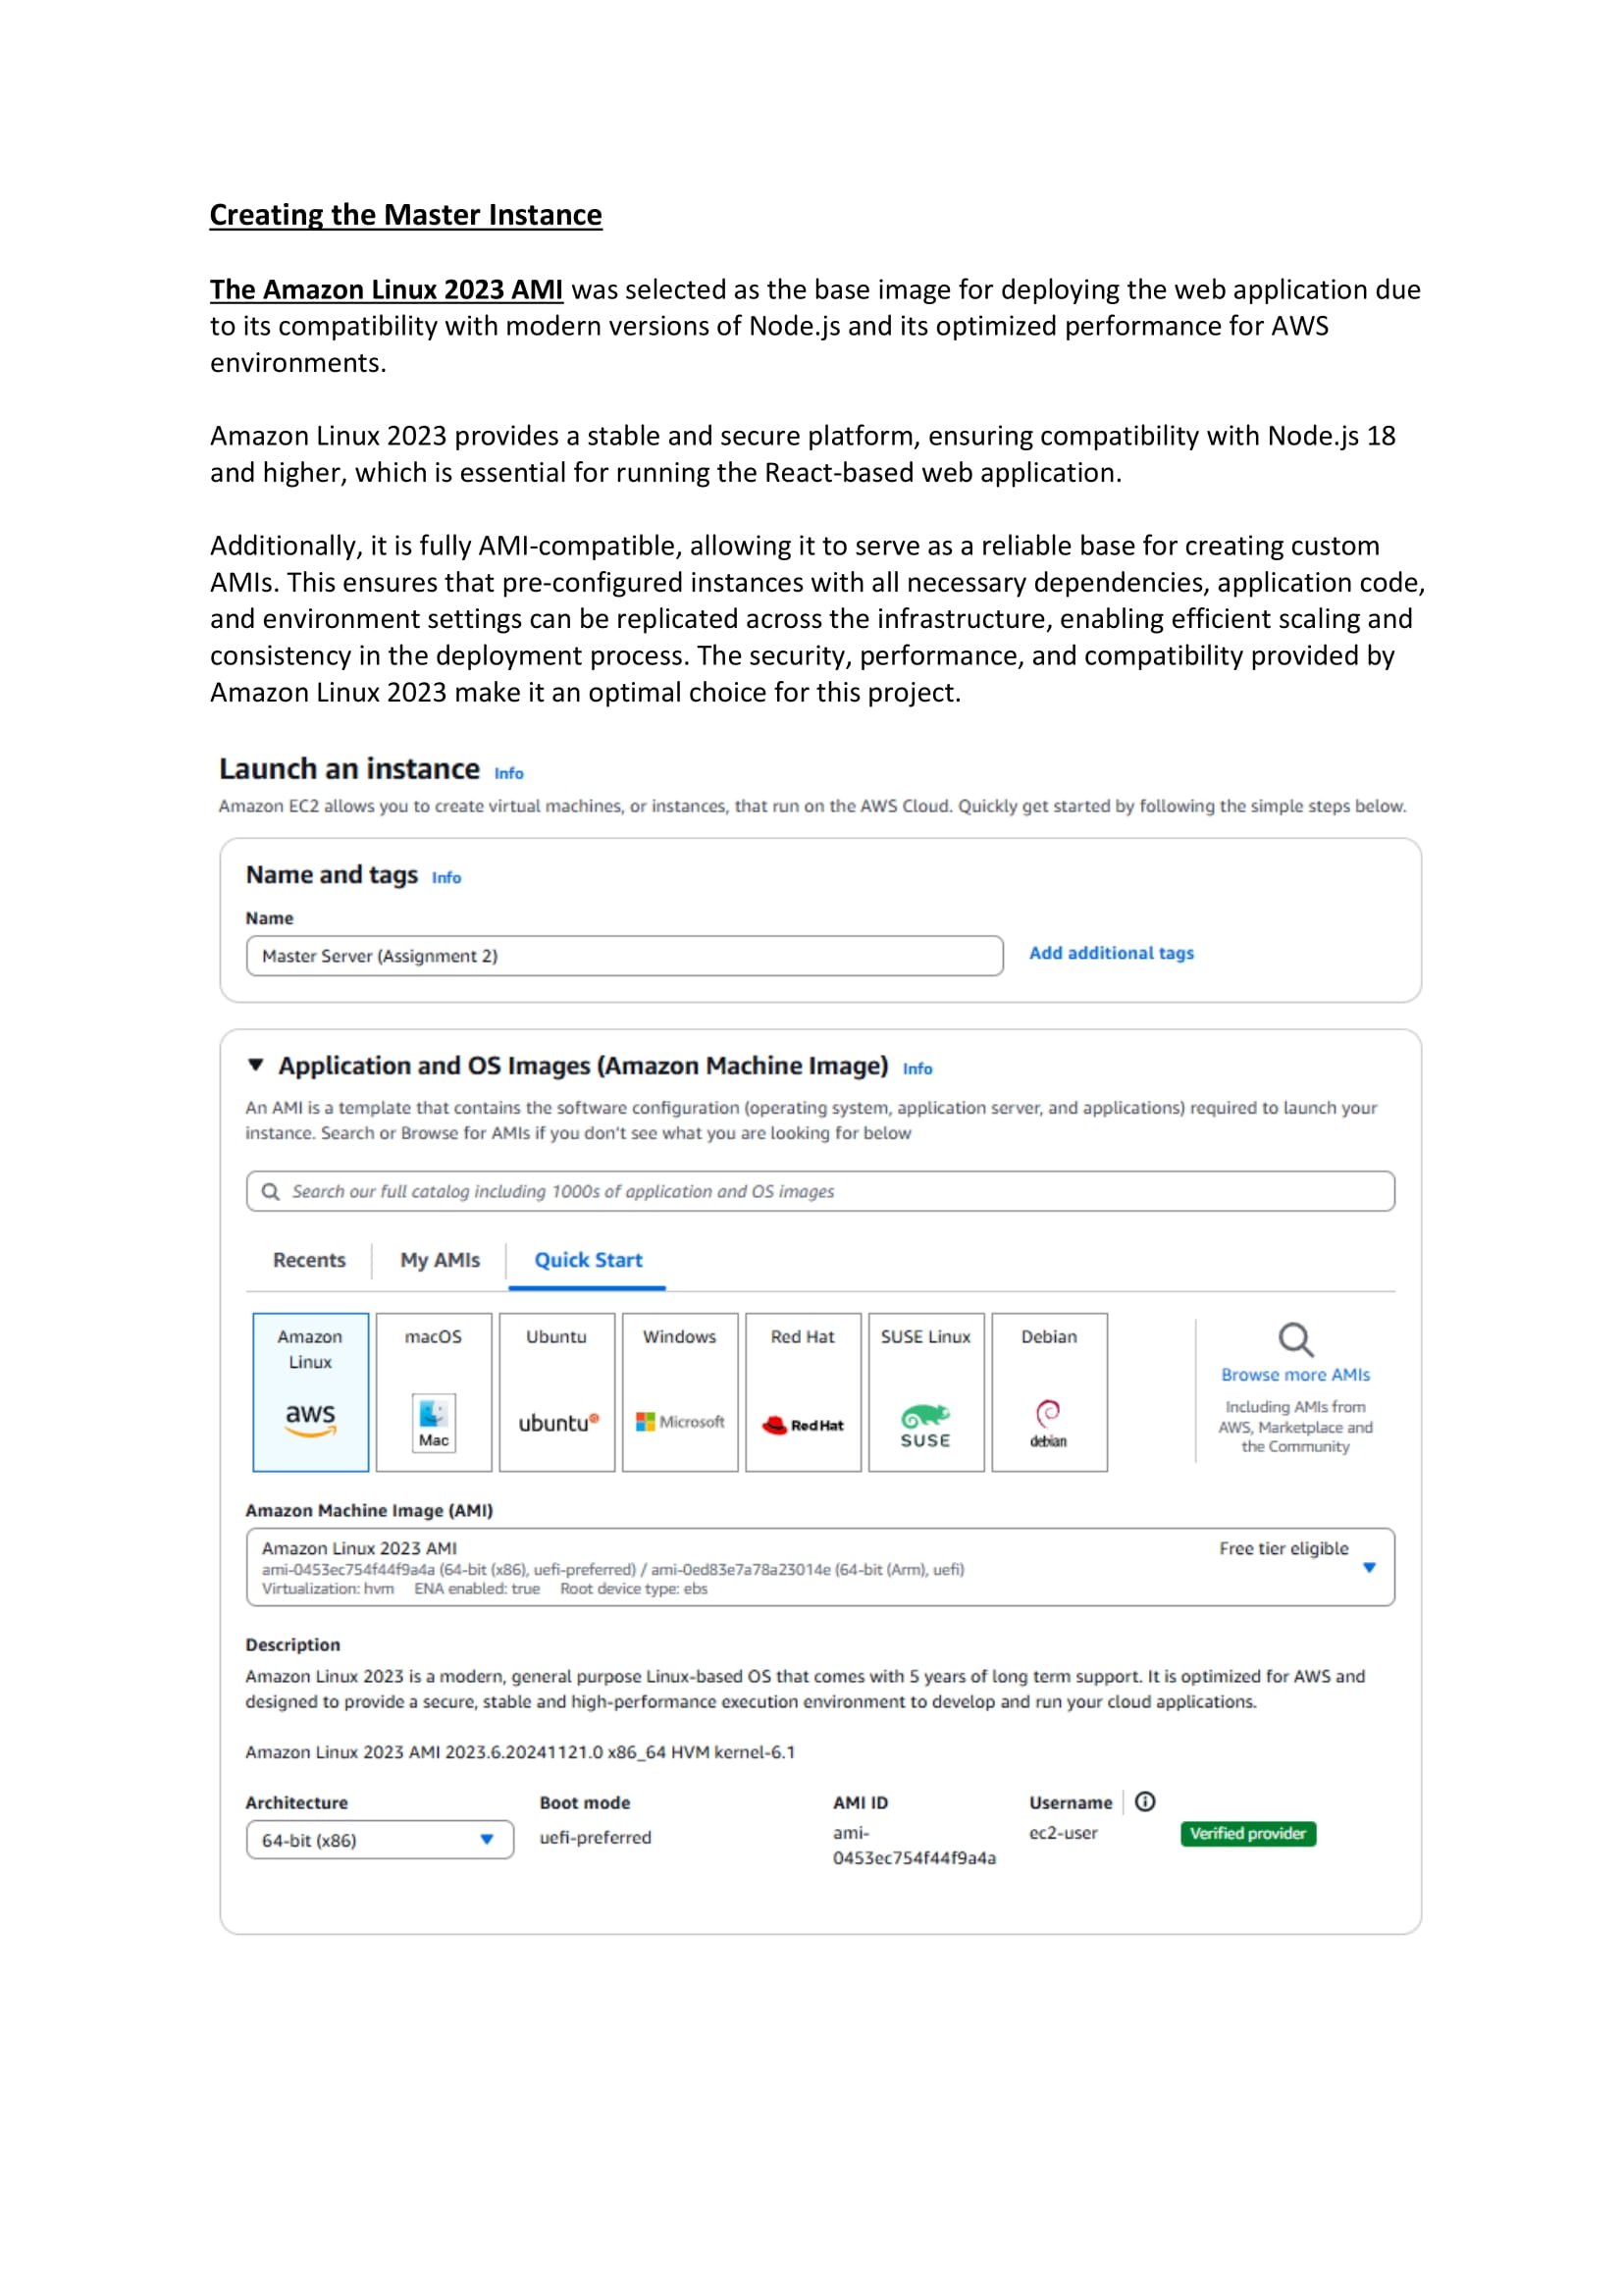 Creating the Master Instance
The Amazon Linux 2023 AMI was selected as the base image for deploying the web application due
to its compatibility with modern versions of Node.js and its optimized performance for AWS
environments.
Amazon Linux 2023 provides a stable and secure platform, ensuring compatibility with Node.js 18
and higher, which is essential for running the React-based web application.
Additionally, it is fully AMI-compatible, allowing it to serve as a reliable base for creating custom
AMIs. This ensures that pre-configured instances with all necessary dependencies, application code,
and environment settings can be replicated across the infrastructure, enabling efficient scaling and
consistency in the deployment process. The security, performance, and compatibility provided by
Amazon Linux 2023 make it an optimal choice for this project.
Launch an instance Info
Amazon EC2 allows you to create virtual machines, or instances, that run on the AWS Cloud. Quickly get started by following the simple steps below.
Name and tags Info
Name
Master Server (Assignment 2)
Add additional tags
Application and OS Images (Amazon Machine Image) Info
An AMI is a template that contains the software configuration (operating system, application server, and applications) required to launch your
instance. Search or Browse for AMIs if you don't see what you are looking for below
Search our full catalog including 1000s of application and OS images
Recents My AMIs Quick Start
Amazon Linux
aws
macOS
Mac
Ubuntu
ubuntu
Windows
Microsoft
Red Hat
RedHat
SUSE Linux
SUSE
Debian
debian
Browse more AMIs
Including AMIs from
AWS, Marketplace and
the Community
Amazon Machine Image (AMI)
Amazon Linux 2023 AMI Free tier eligible
ami-0453ec754f44f9a4a (64-bit (x86), uefi-preferred) / ami-0ed83e7a78a23014e (64-bit (Arm), uefi)
Virtualization: hvm ENA enabled: true Root device type: ebs
Description
Amazon Linux 2023 is a modern, general purpose Linux-based OS that comes with 5 years of long term support. It is optimized for AWS and
designed to provide a secure, stable and high-performance execution environment to develop and run your cloud applications.
Amazon Linux 2023 AMI 2023.6.20241121.0 x86_64 HVM kernel-6.1
Architecture Boot mode AMI ID Username
64-bit (x86) uefi-preferred ami- ec2-user Verified provider
0453ec754f44f9a4a